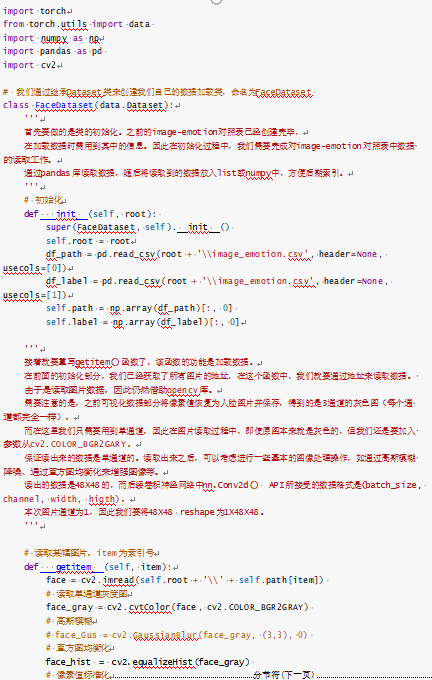 import torch
from torch.utils import data
import numpy as np
import pandas as pd
import cv2
# 我们通过继承Dataset类来创建我们自己的数据加载类，命名为FaceDataset
class FaceDataset(data.Dataset):
'''
首先要做的是类的初始化。之前的image-emotion对照表已经创建完毕，
在加载数据时需用到其中的信息。因此在初始化过程中，我们需要完成对image-emotion对照表中数据
的读取工作。
通过pandas库读取数据，随后将读取到的数据放入list或numpy中，方便后期索引。
'''
# 初始化
def __init__(self, root):
super(FaceDataset, self).__init__()
self.root = root
df_path = pd.read_csv(root + '\\image_emotion.csv', header=None,
usecols=[0])
df_label = pd.read_csv(root + '\\image_emotion.csv', header=None,
usecols=[1])
self.path = np.array(df_path)[:, 0]
self.label = np.array(df_label)[:, 0]
'''
接着就要重写getitem()函数了，该函数的功能是加载数据。
在前面的初始化部分，我们已经获取了所有图片的地址，在这个函数中，我们就要通过地址来读取数据。
由于是读取图片数据，因此仍然借助opencv库。
需要注意的是，之前可视化数据部分将像素值恢复为人脸图片并保存，得到的是3通道的灰色图（每个通
道都完全一样），
而在这里我们只需要用到单通道，因此在图片读取过程中，即使原图本来就是灰色的，但我们还是要加入
参数从cv2.COLOR_BGR2GARY。
保证读出来的数据是单通道的。读取出来之后，可以考虑进行一些基本的图像处理操作，如通过高斯模糊
降噪、通过直方图均衡化来增强图像等。
读出的数据是48X48的，而后续卷积神经网络中nn.Conv2d() API所接受的数据格式是(batch_size,
channel, width, higth)，
本次图片通道为1，因此我们要将48X48 reshape为1X48X48。
'''
# 读取某幅图片，item为索引号
def __getitem__(self, item):
face = cv2.imread(self.root + '\\' + self.path[item])
# 读取单通道灰度图
face_gray = cv2.cvtColor(face, cv2.COLOR_BGR2GRAY)
# 高斯模糊
# face_Gus = cv2.GaussianBlur(face_gray, (3,3), 0)
# 直方图均衡化
face_hist = cv2.equalizeHist(face_gray)
# 像素值标准化 分节符(下一页)